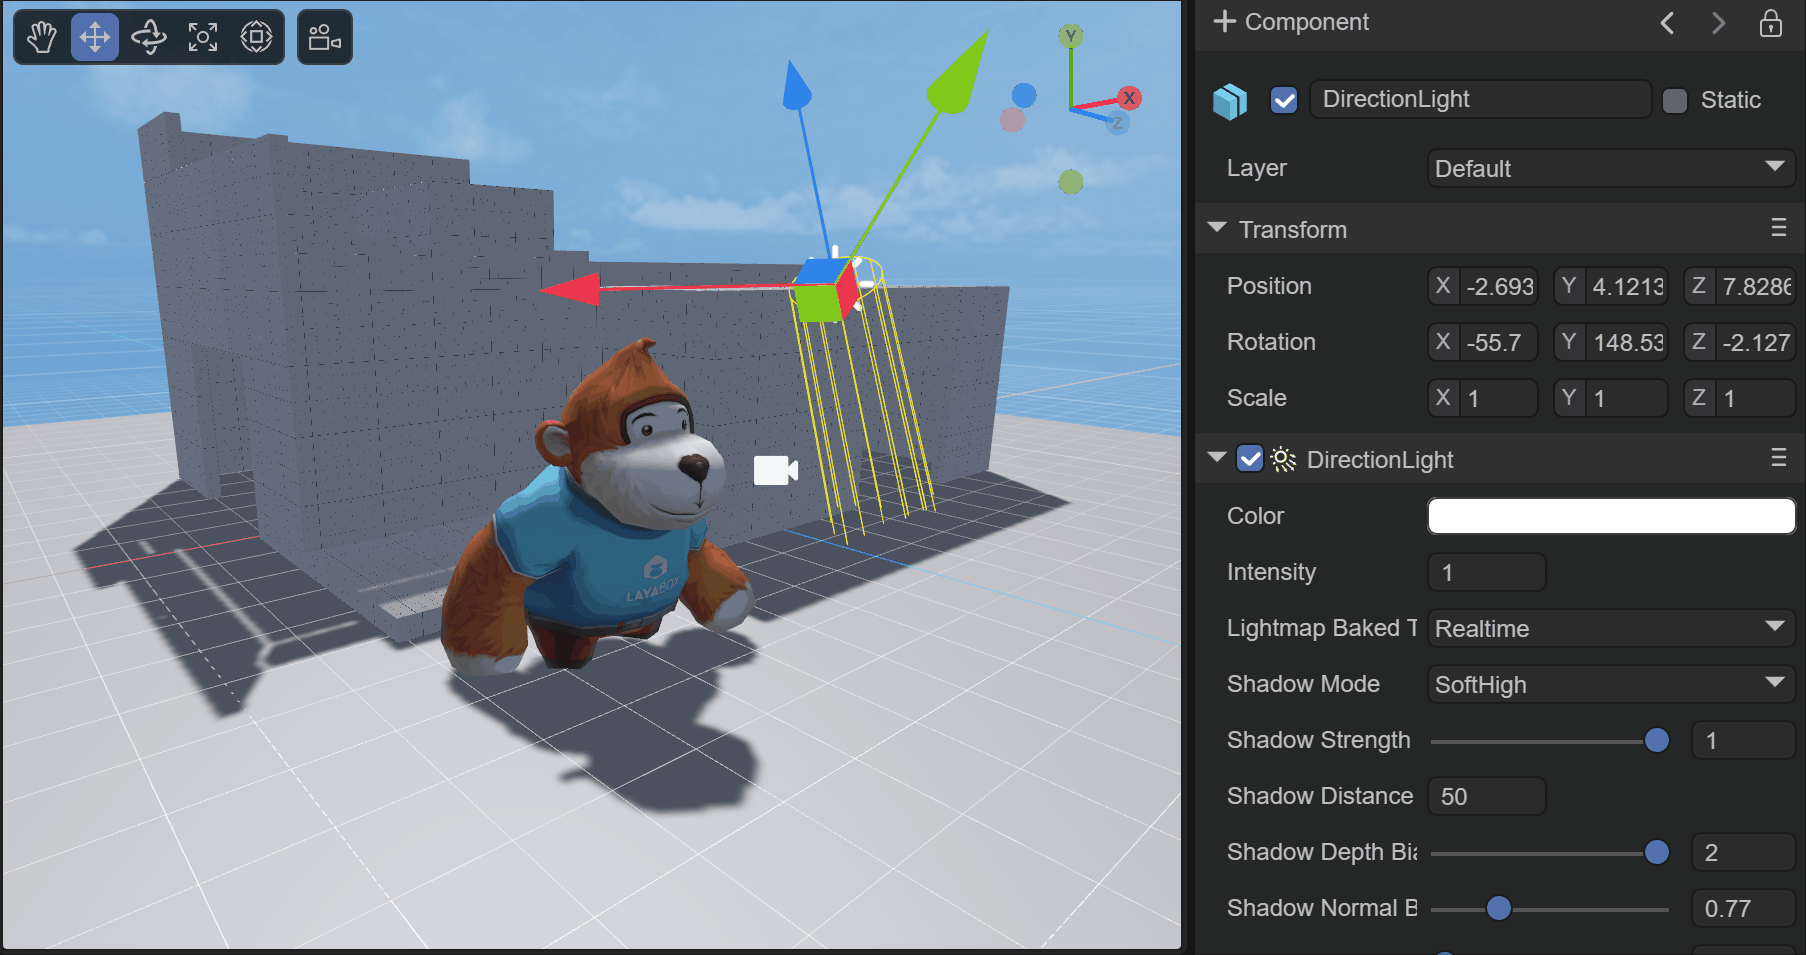 Y
X
Z
LAYABOX
Component
DirectionLight
Static
Layer
Default
Transform
Position
X
-2.693
Y
4.1213
Z
7.8286
Rotation
X
-55.7
Y
148.53
Z
-2.127
Scale
X
1
Y
1
Z
1
DirectionLight
Color
Intensity
1
Lightmap Baked T
Realtime
Shadow Mode
SoftHigh
Shadow Strength
1
Shadow Distance
50
Shadow Depth Bia
2
Shadow Normal B
0.77